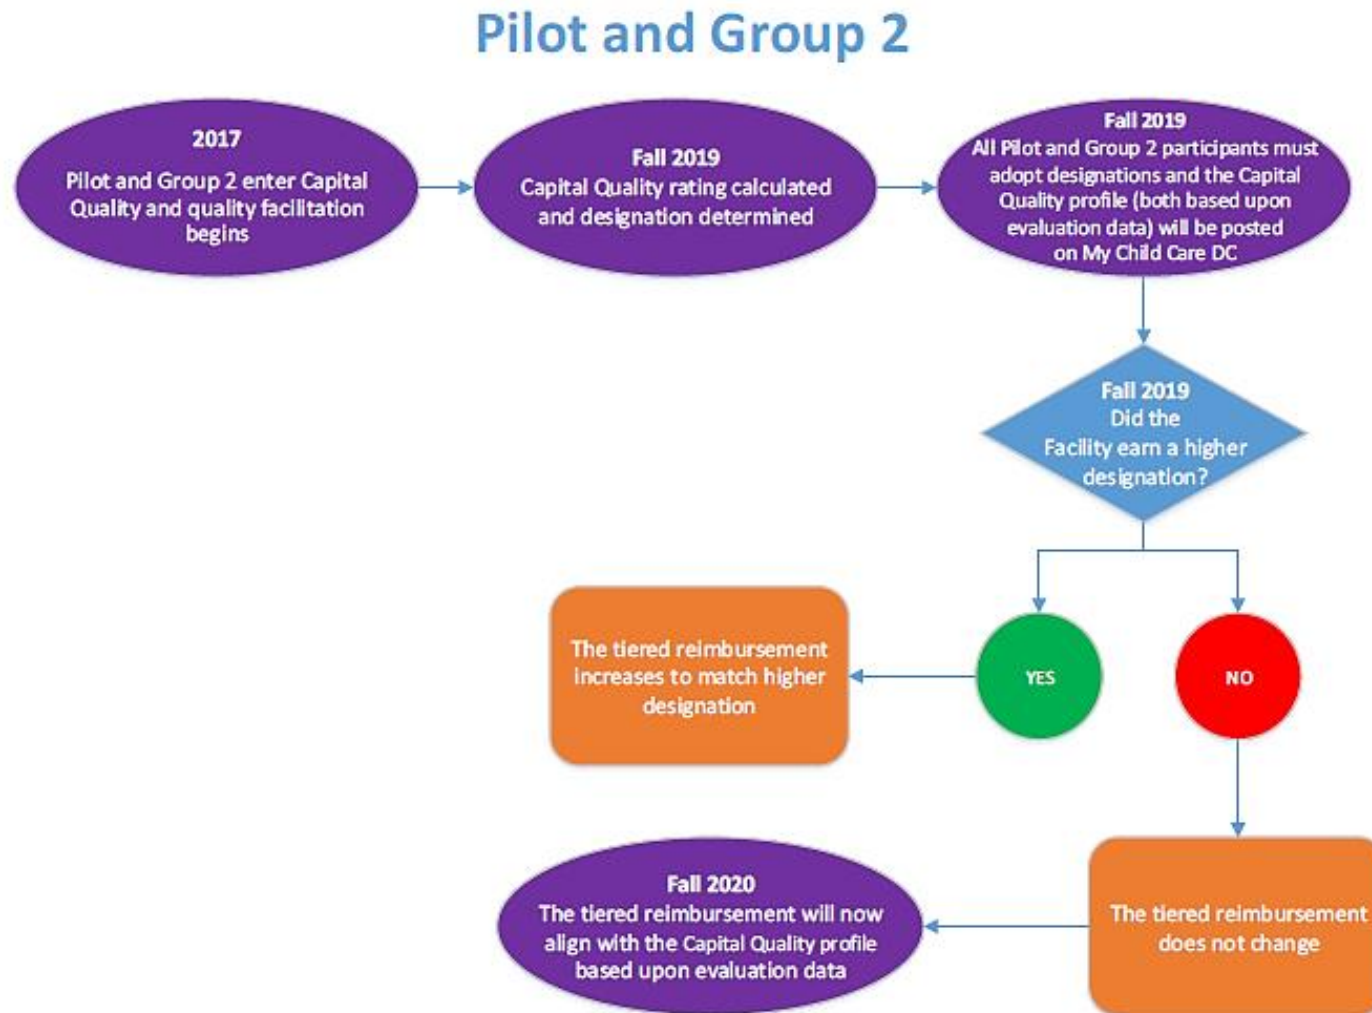 Pilot and Group 2
2017
Pilot and Group 2 enter Capital
Quality and quality facilitation
begins
Fall 2019
Capital Quality rating calculated
and designation determined
Fall 2019
All Pilot and Group 2 participants must
adopt designations and the Capital
Quality profile (both based upon
evaluation data) will be posted
on My Child Care DC
Fall 2019
Did the
Facility earn a higher
designation?
YES
NO
The tiered reimbursement
increases to match higher
designation
The tiered reimbursement
does not change
Fall 2020
The tiered reimbursement will now
align with the Capital Quality profile
based upon evaluation data